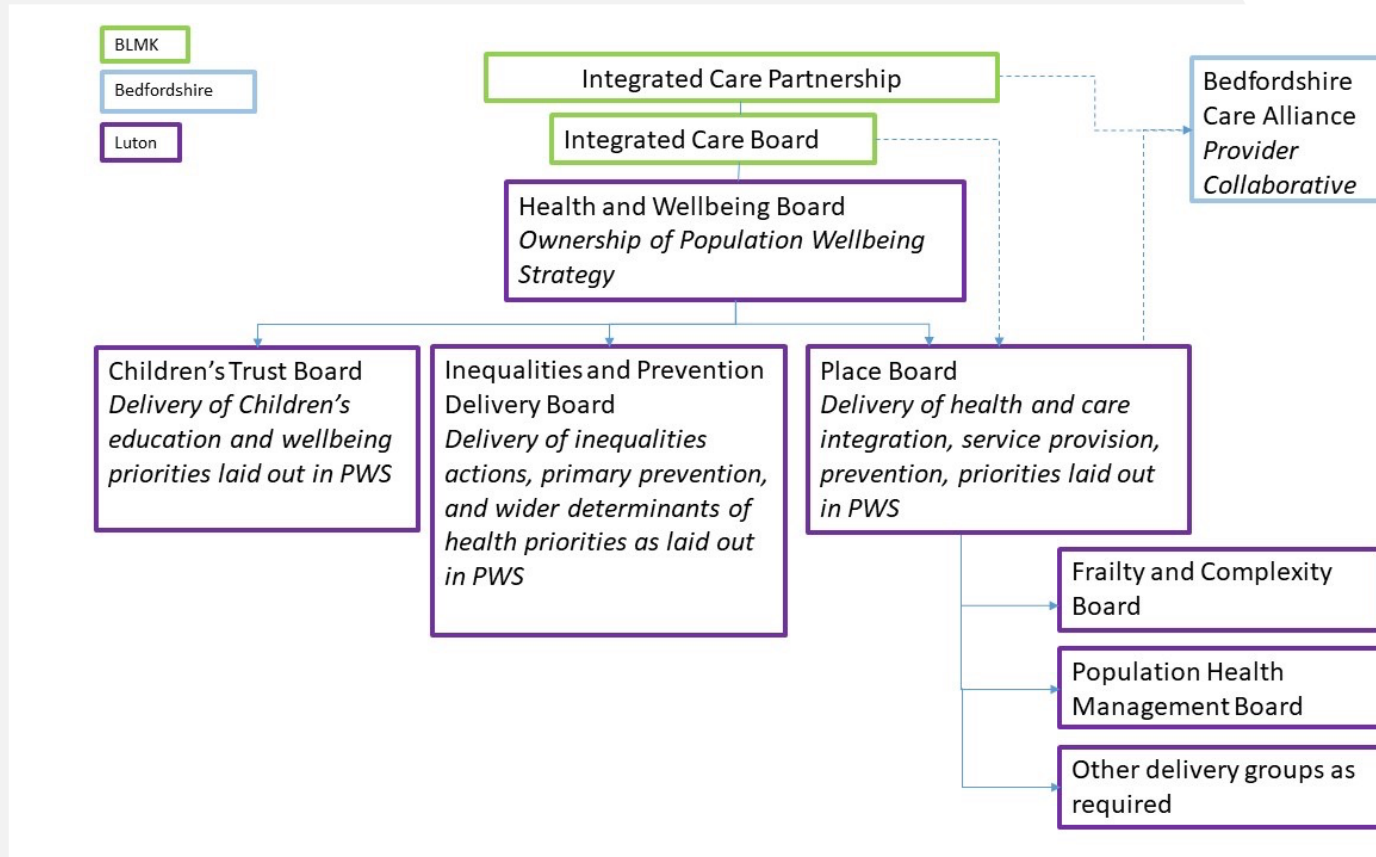 BLMK
Bedfordshire
Luton
Integrated Care Partnership
Integrated Care Board
Health and Wellbeing Board
Ownership of Population Wellbeing
Strategy
Bedfordshire
Care Alliance
Provider
Collaborative
Children's Trust Board
Delivery of Children's
education and wellbeing
priorities laid out in PWS
Inequalities and Prevention
Delivery Board
Delivery of inequalities
actions, primary prevention,
and wider determinants of
health priorities as laid out
in PWS
Place Board
Delivery of health and care
integration, service provision,
prevention, priorities laid out
in PWS
Frailty and Complexity
Board
Population Health
Management Board
Other delivery groups as
required